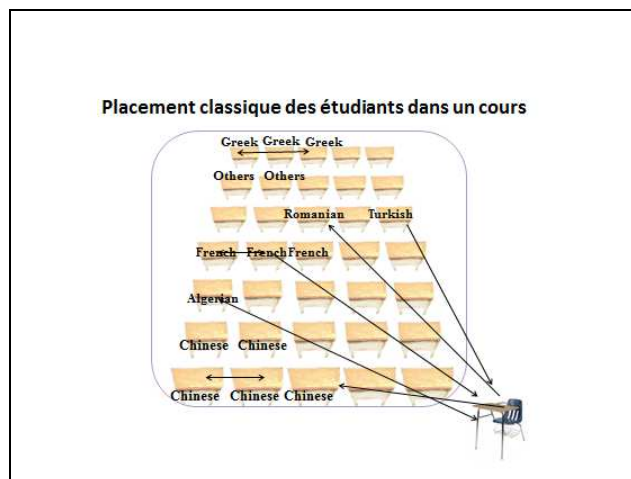 Placement classique des étudiants dans un cours
Greek Greek Greek
Others Others
Romanian Turkish
French French French
Algerian
Chinese Chinese
Chinese Chinese Chinese